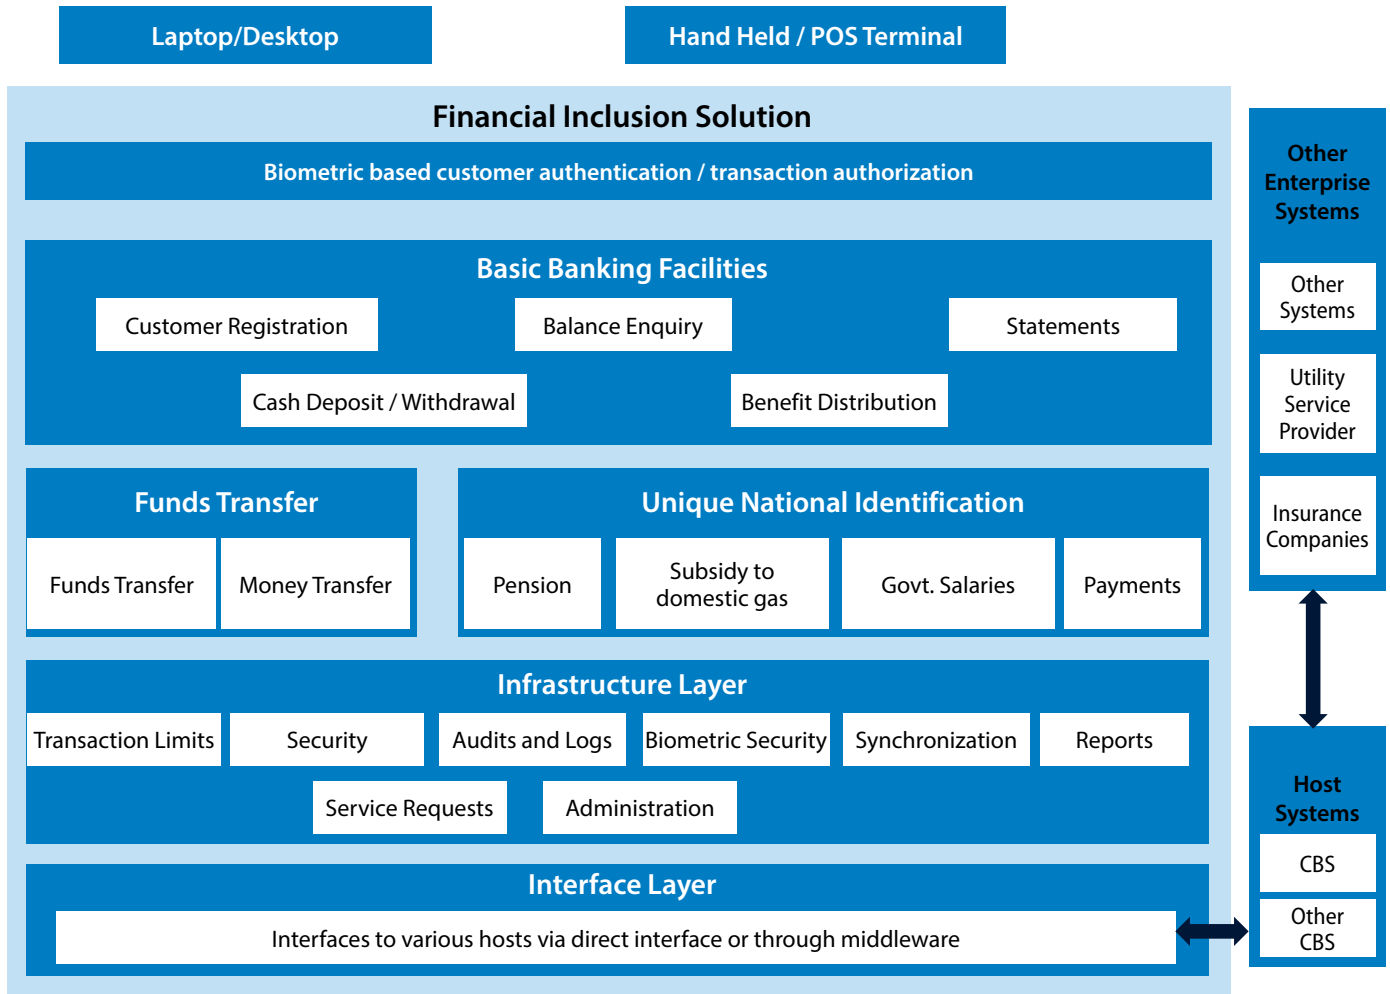 Laptop/Desktop
Hand Held / POS Terminal
Financial Inclusion Solution
Biometric based customer authentication / transaction authorization
Basic Banking Facilities
Customer Registration
Balance Enquiry
Statements
Cash Deposit / Withdrawal
Benefit Distribution
Funds Transfer
Funds Transfer
Money Transfer
Unique National Identification
Pension
Subsidy to
domestic gas
Govt. Salaries
Payments
Infrastructure Layer
Transaction Limits
Security
Audits and Logs
Biometric Security
Synchronization
Reports
Service Requests
Administration
Interface Layer
Interfaces to various hosts via direct interface or through middleware
Other
Enterprise
Systems
Other
Systems
Utility
Service
Provider
Insurance
Companies
Host
Systems
CBS
Other
CBS